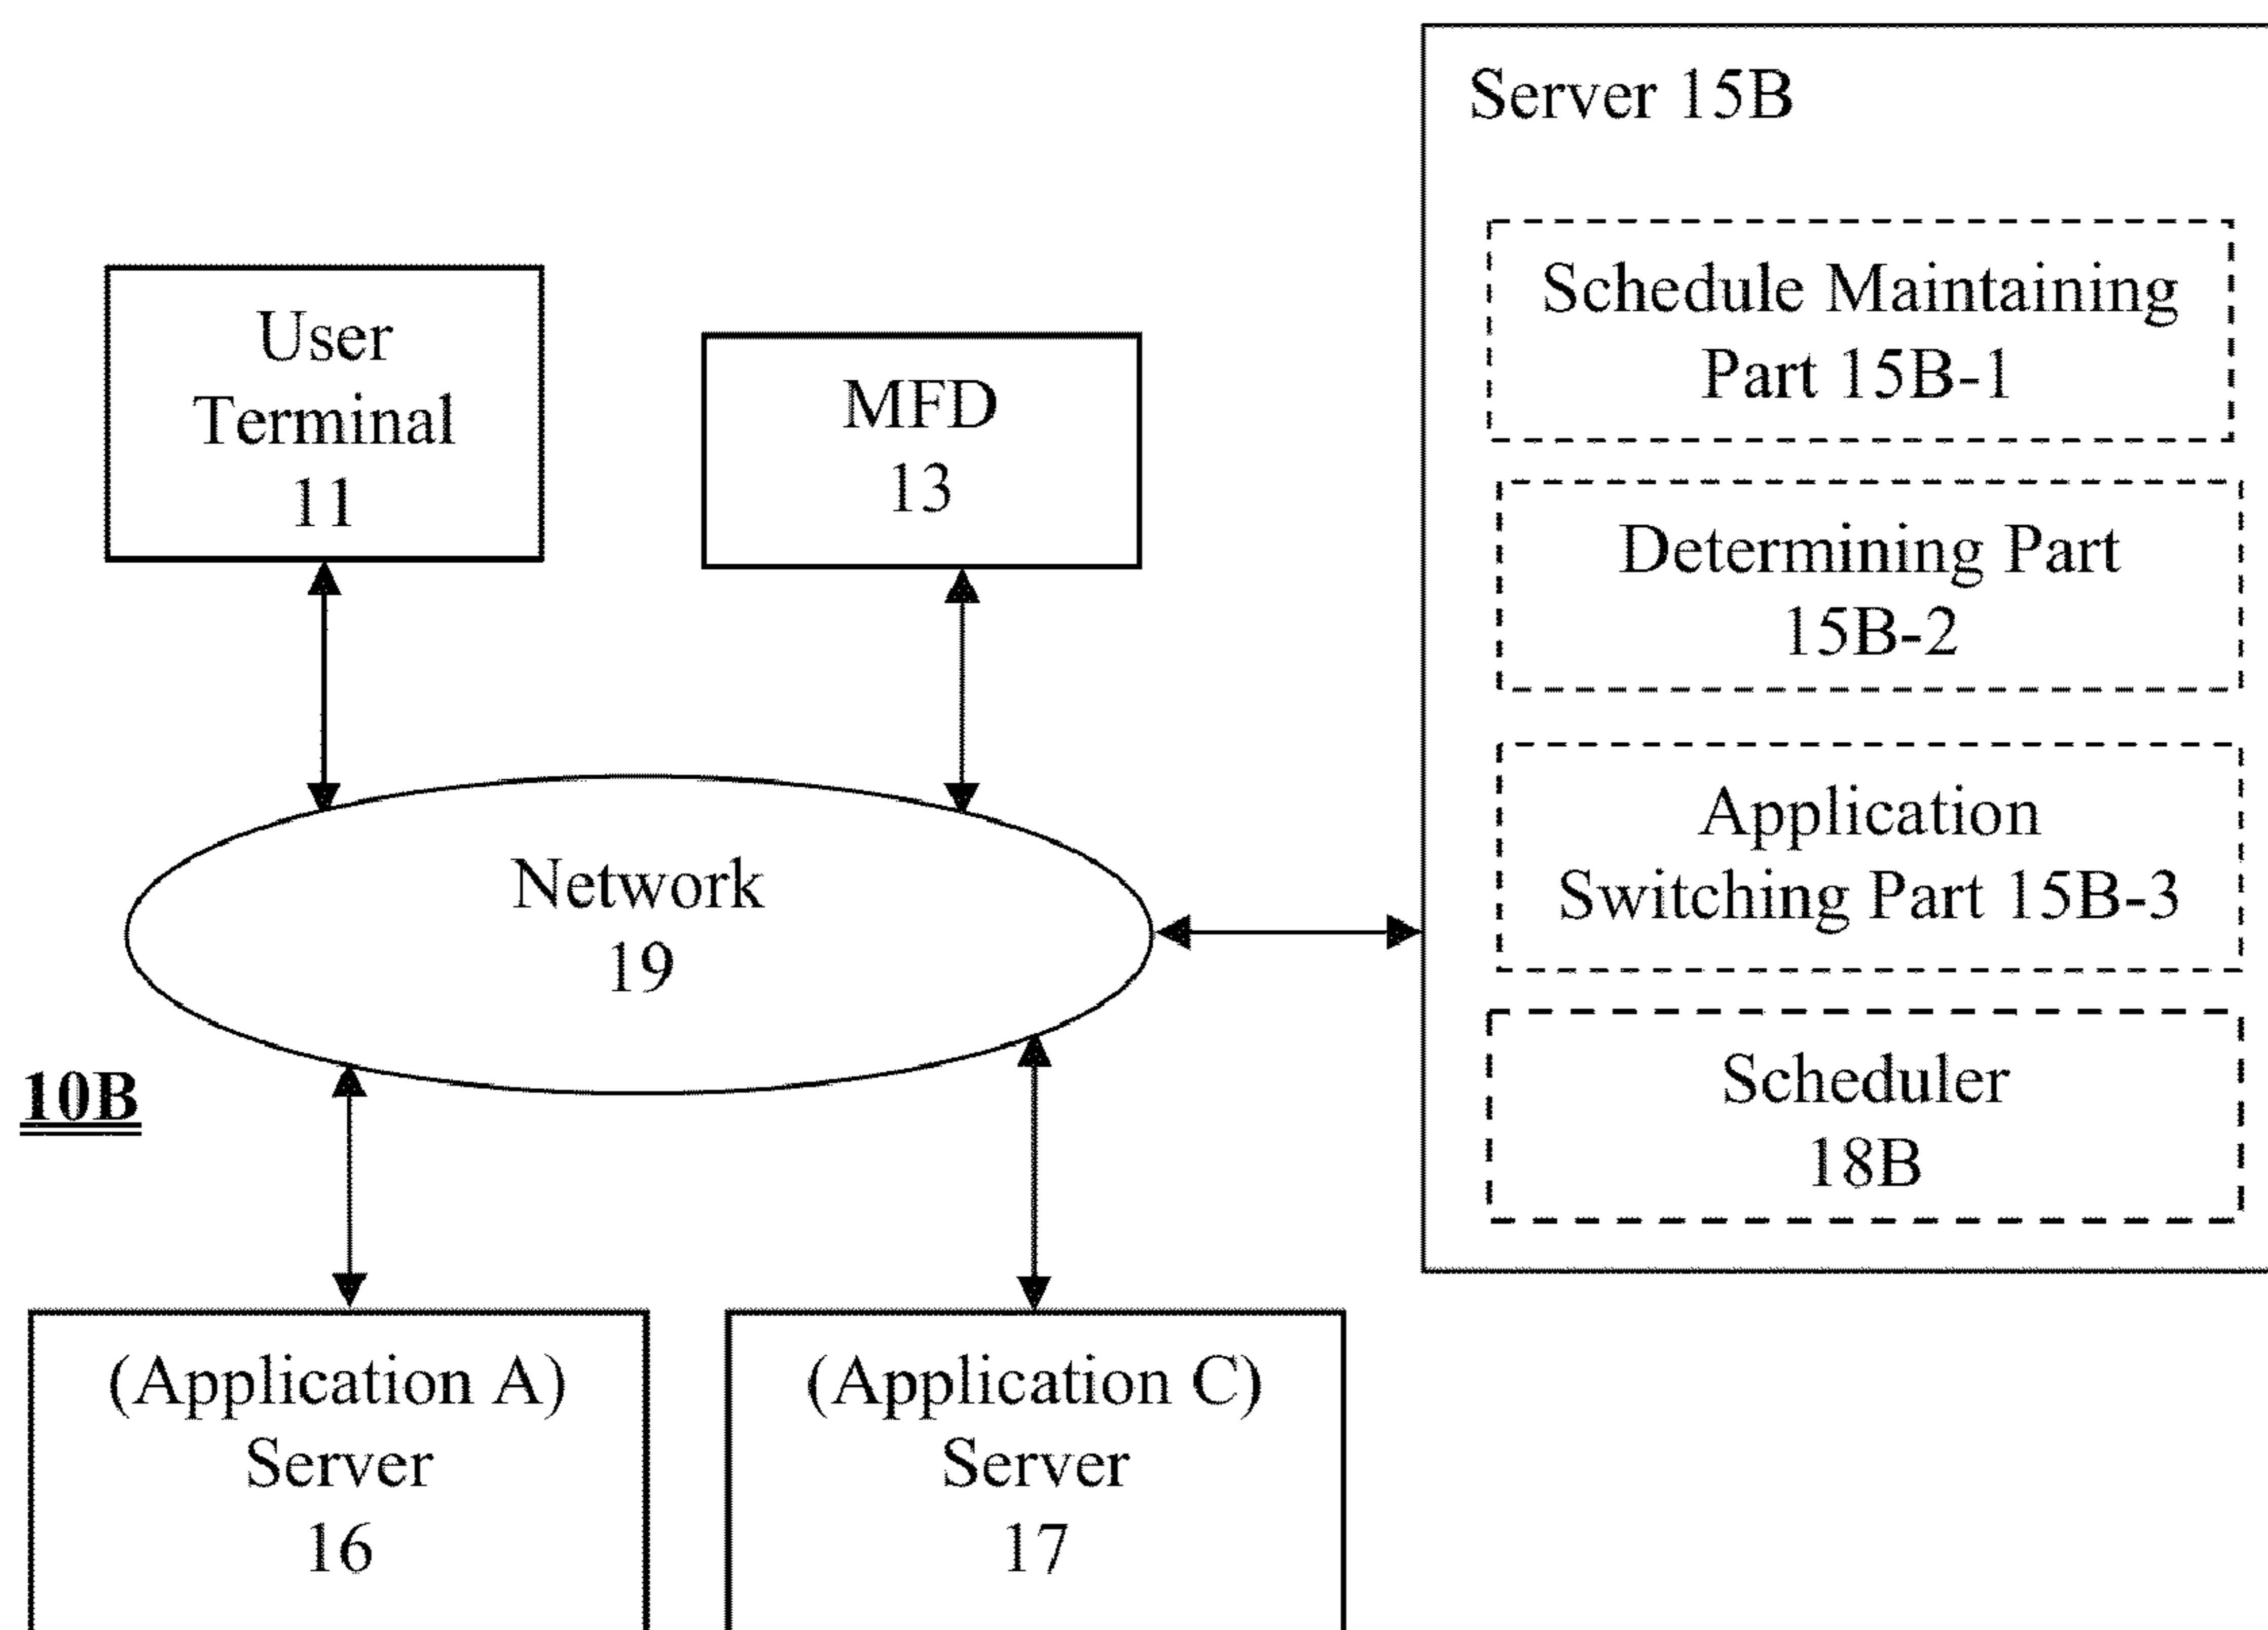 User
Terminal
11
MFD
13
Network
19
10B
(Application A)
Server
16
(Application C)
Server
17
Server 15B
Schedule Maintaining
Part 15B-1
Determining Part
15B-2
Application
Switching Part 15B-3
Scheduler
18B